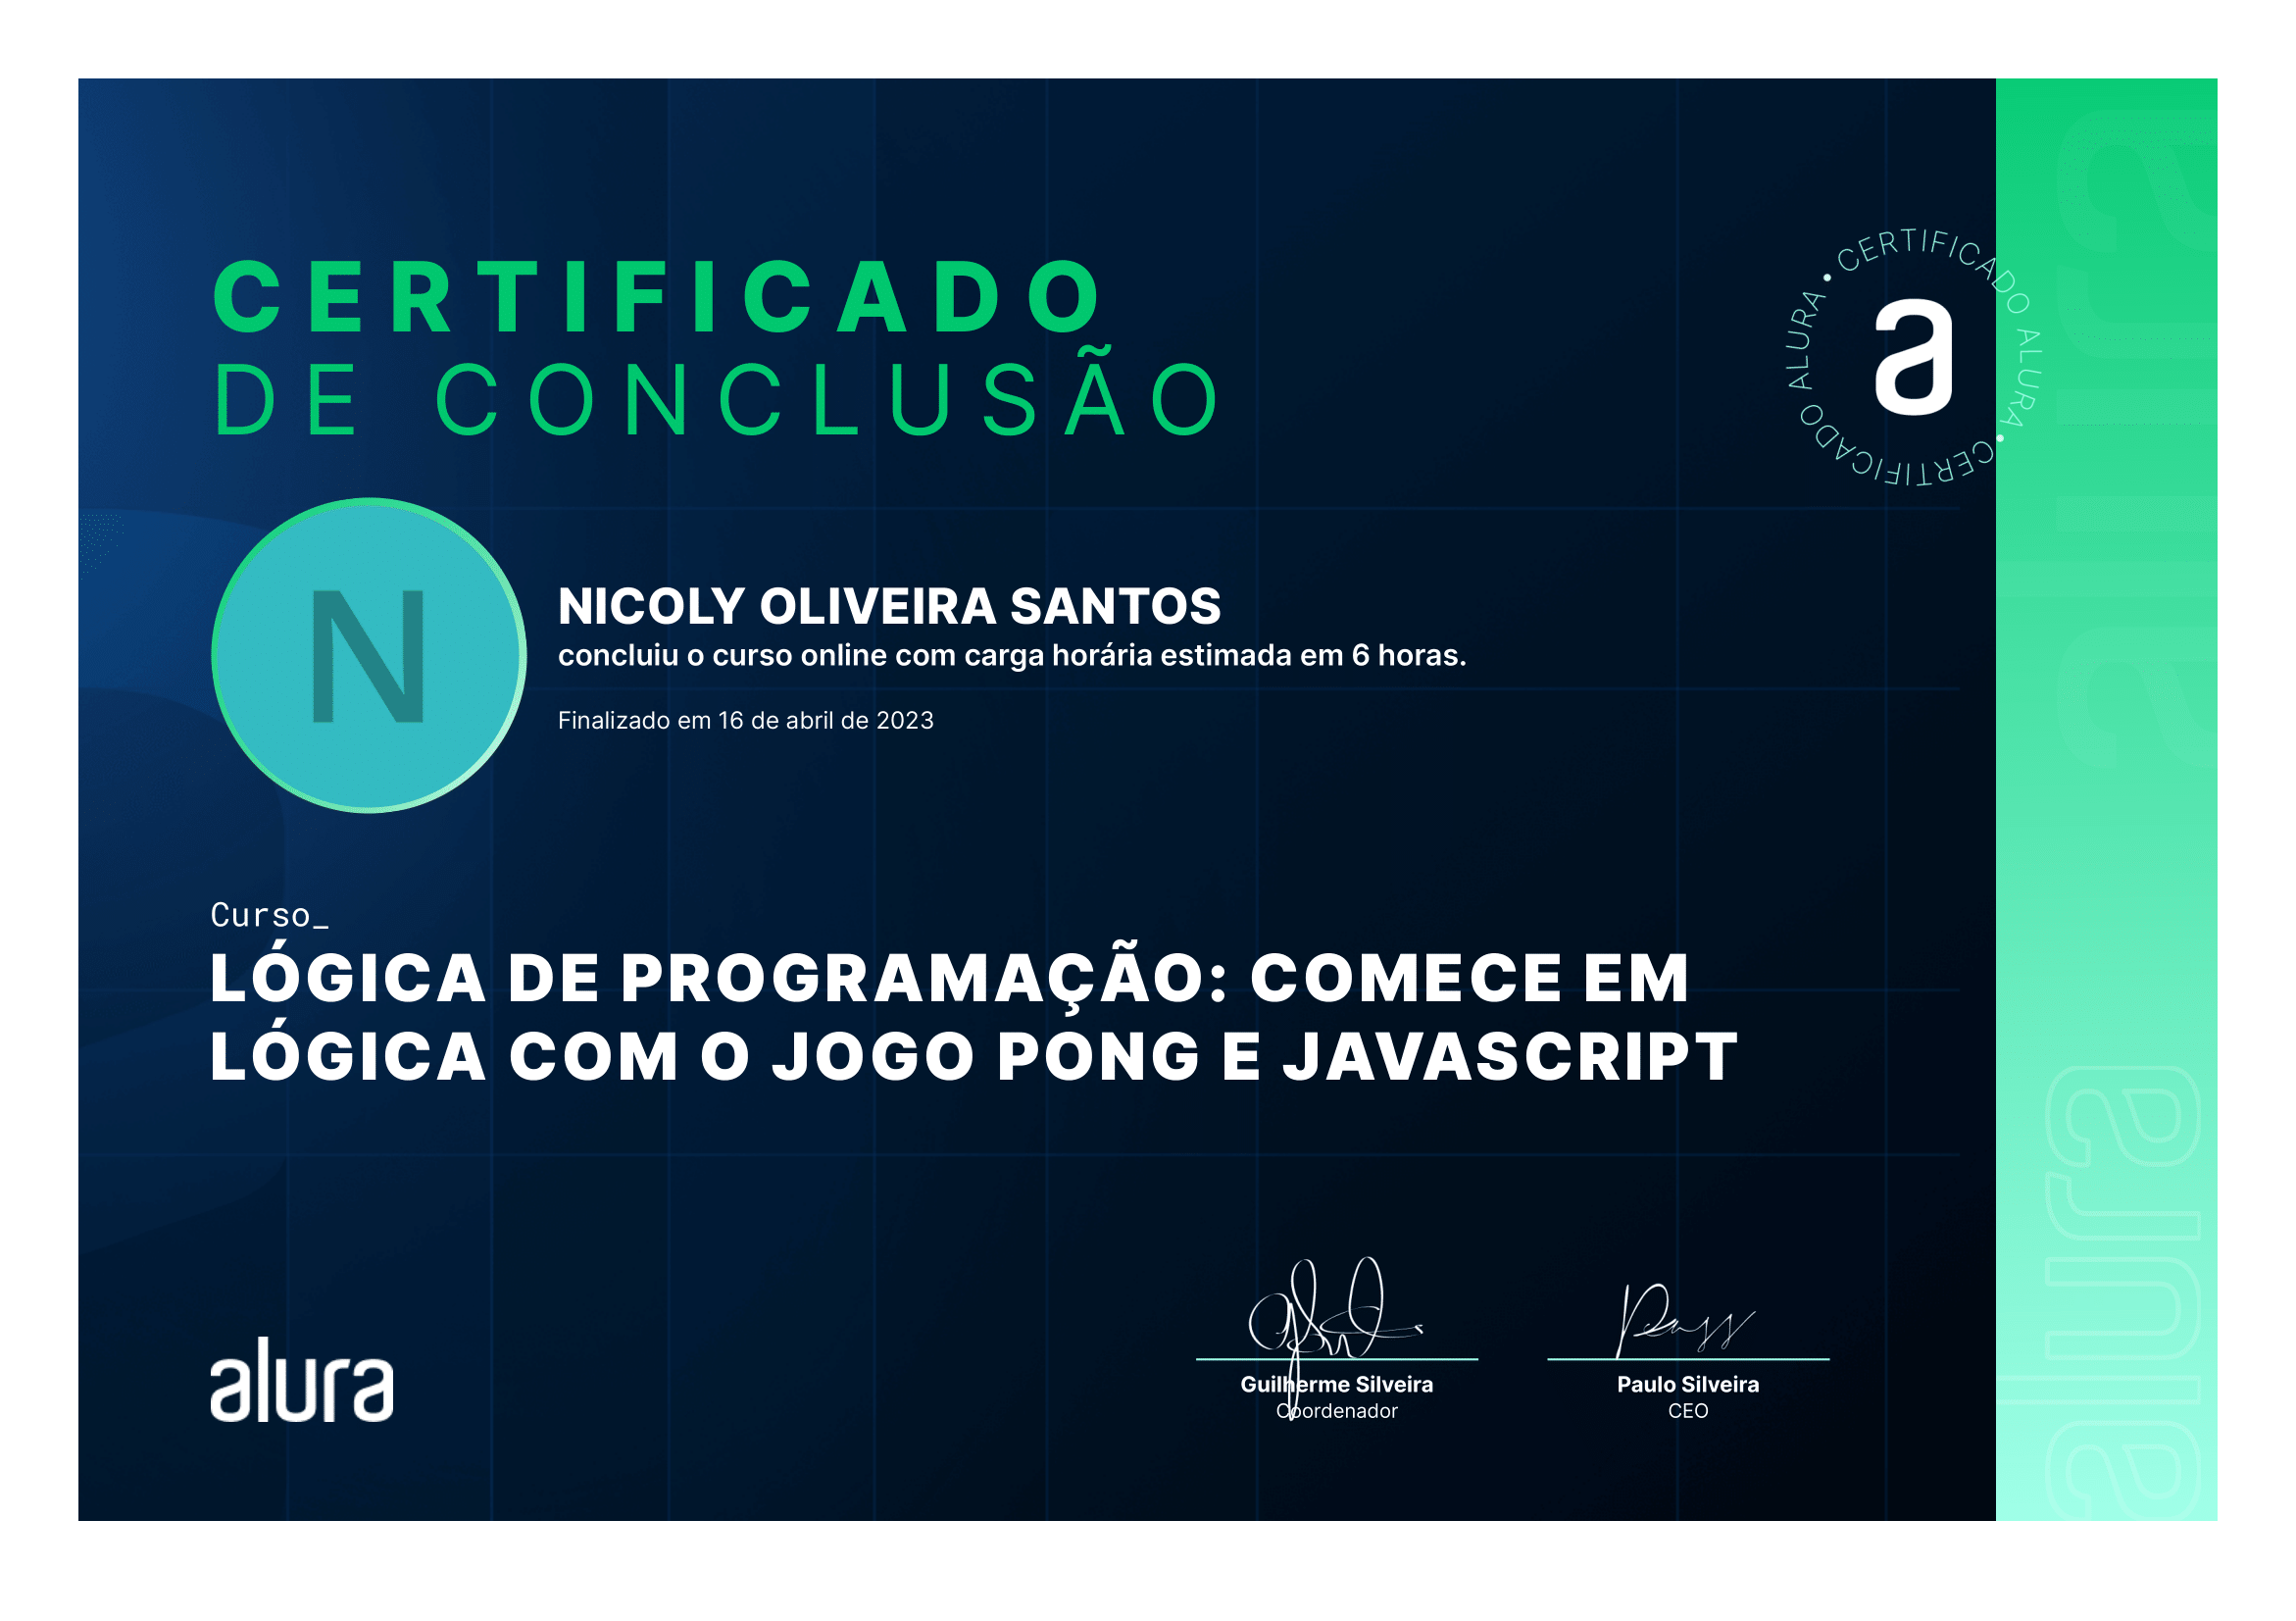 CERTIFICADO
DE CONCLUSÃO
CERTIFICADO ALURA • CERTIFICADO ALURA •
a
N
NICOLY OLIVEIRA SANTOS
concluiu o curso online com carga horária estimada em 6 horas.
Finalizado em 16 de abril de 2023
Curso_
LÓGICA DE PROGRAMAÇÃO: COMECE EM
LÓGICA COM O JOGO PONG E JAVASCRIPT
alura
Guilherme Silveira
Coordenador
Paulo Silveira
CEO
alura
alura